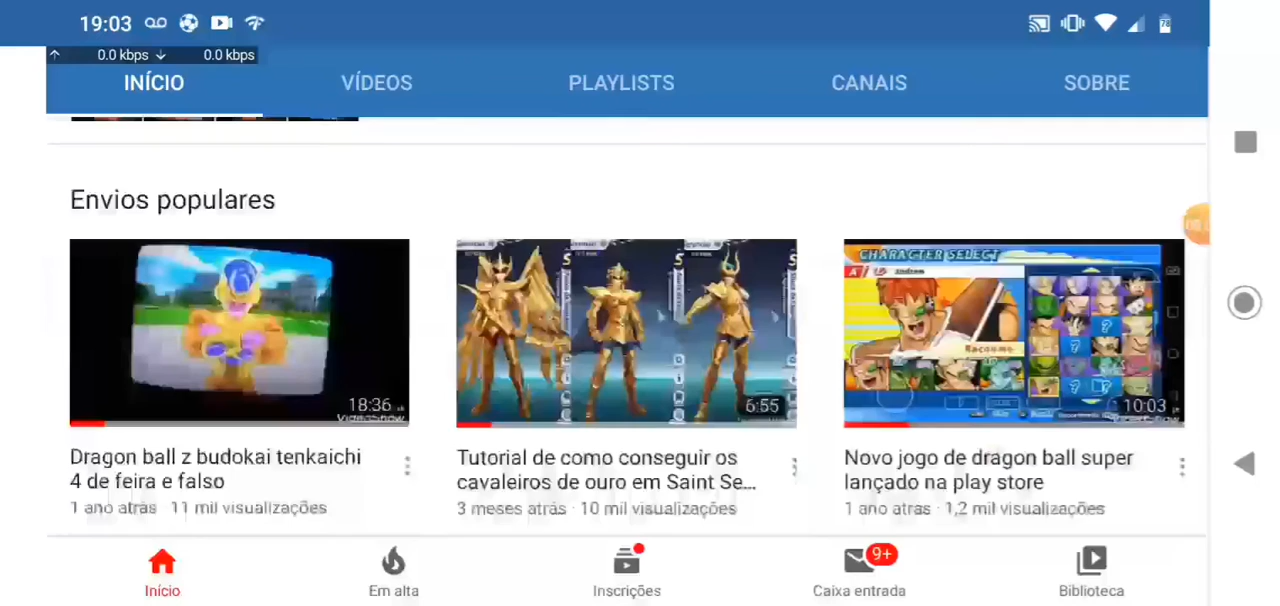 19:03
78
0.0 kbps 0.0 kbps
INÍCIO VÍDEOS PLAYLISTS CANAIS SOBRE
Envios populares
CHARACTER SELECT
Recoome
18:36 6:55 10:03
VideoShow
Dragon ball z budokai tenkaichi
4 de feira e falso
1 ano atrás · 11 mil visualizações
Tutorial de como conseguir os
cavaleiros de ouro em Saint Se...
3 meses atrás · 10 mil visualizações
Novo jogo de dragon ball super
lançado na play store
1 ano atrás · 1,2 mil visualizações
9+
Início Em alta Inscrições Caixa entrada Biblioteca